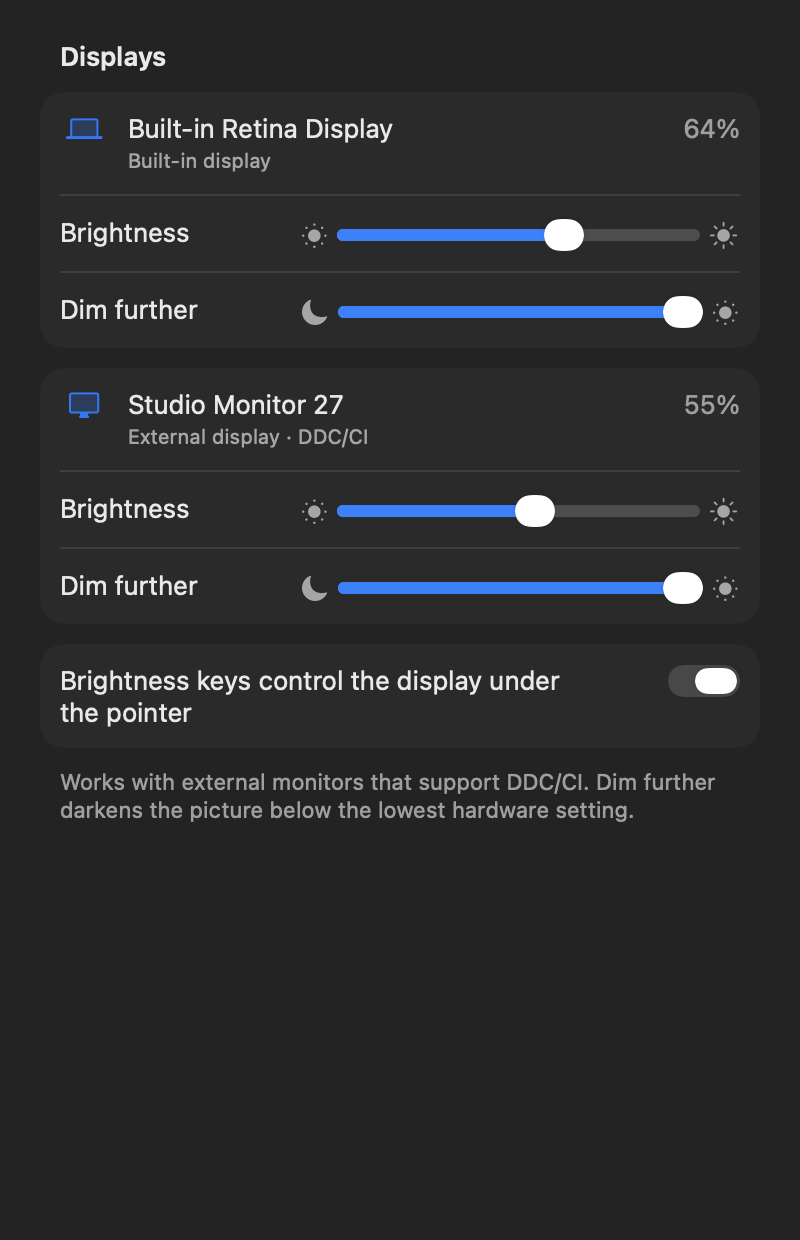 Displays
Built-in Retina Display 64%
Built-in display
Brightness
Dim further
Studio Monitor 27 55%
External display · DDC/CI
Brightness
Dim further
Brightness keys control the display under
the pointer
Works with external monitors that support DDC/CI. Dim further
darkens the picture below the lowest hardware setting.